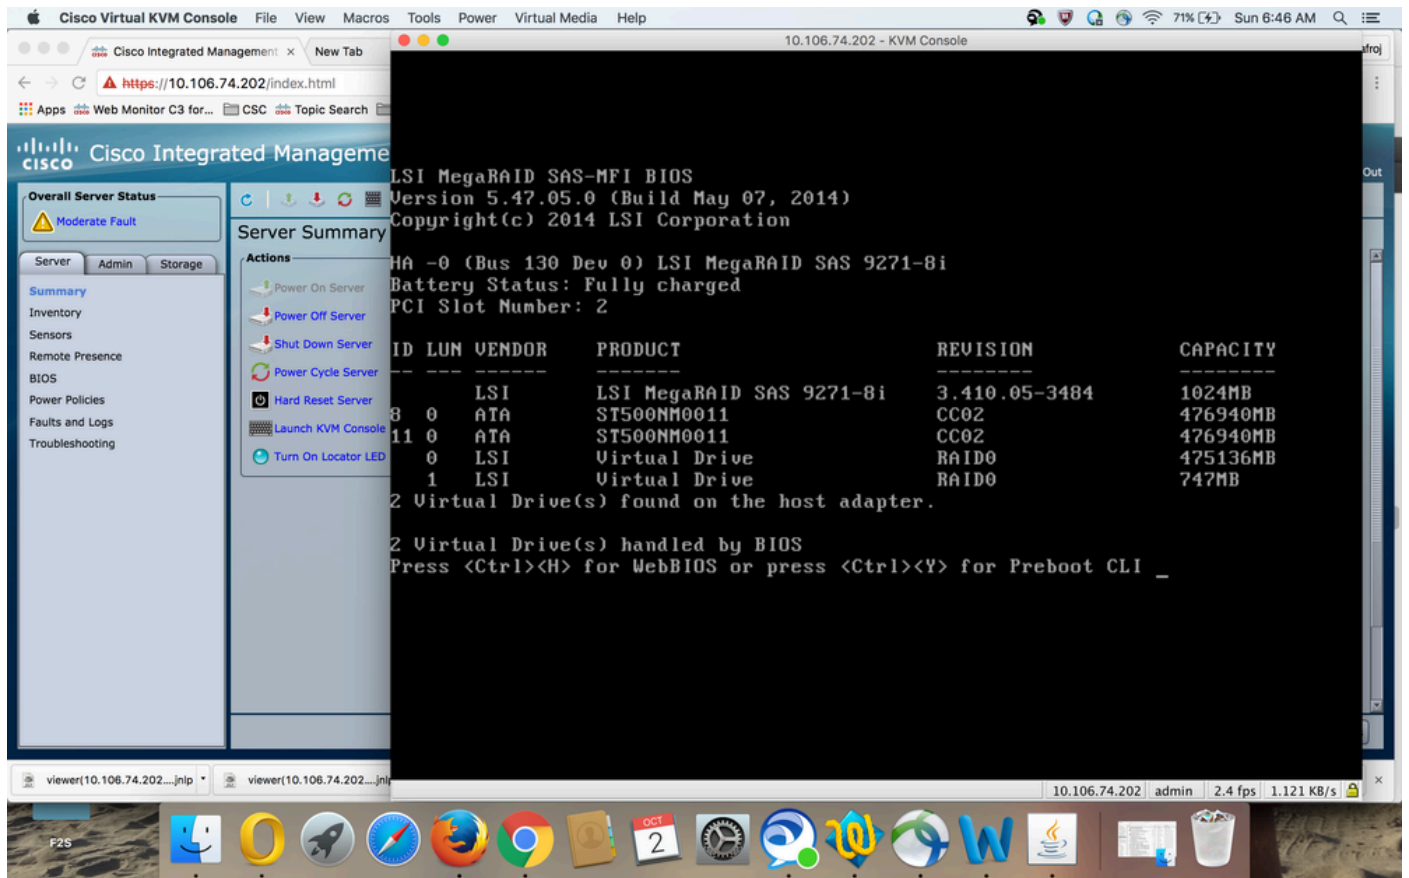 Cisco Virtual KVM Console File View Macros Tools Power Virtual Media Help 71% Sun 6:46 AM
Cisco Integrated Management × New Tab
10.106.74.202 - KVM Console
https://10.106.74.202/index.html
Apps Web Monitor C3 for... CSC Topic Search
CISCO Cisco Integrated Manageme
Out
Overall Server Status
Moderate Fault
Server Admin Storage
Summary
Inventory
Sensors
Remote Presence
BIOS
Power Policies
Faults and Logs
Troubleshooting
Server Summary
Actions
Power On Server
Power Off Server
Shut Down Server
Power Cycle Server
Hard Reset Server
Launch KVM Console
Turn On Locator LED
LSI MegaRAID SAS-MFI BIOS
Version 5.47.05.0 (Build May 07, 2014)
Copyright(c) 2014 LSI Corporation
HA -0 (Bus 130 Dev 0) LSI MegaRAID SAS 9271-8i
Battery Status: Fully charged
PCI Slot Number: 2
ID LUN VENDOR PRODUCT REVISION CAPACITY
-- --- ------ ------- -------- --------
LSI LSI MegaRAID SAS 9271-8i 3.410.05-3484 1024MB
8 0 ATA ST500NM0011 CC02 476940MB
11 0 ATA ST500NM0011 CC02 476940MB
0 LSI Virtual Drive RAID0 475136MB
1 LSI Virtual Drive RAID0 747MB
2 Virtual Drive(s) found on the host adapter.
2 Virtual Drive(s) handled by BIOS
Press <Ctrl><H> for WebBIOS or press <Ctrl><Y> for Preboot CLI _
viewer(10.106.74.202....jnlp viewer(10.106.74.202....jnl
10.106.74.202 admin 2.4 fps 1.121 KB/s
F2S
OCT
2